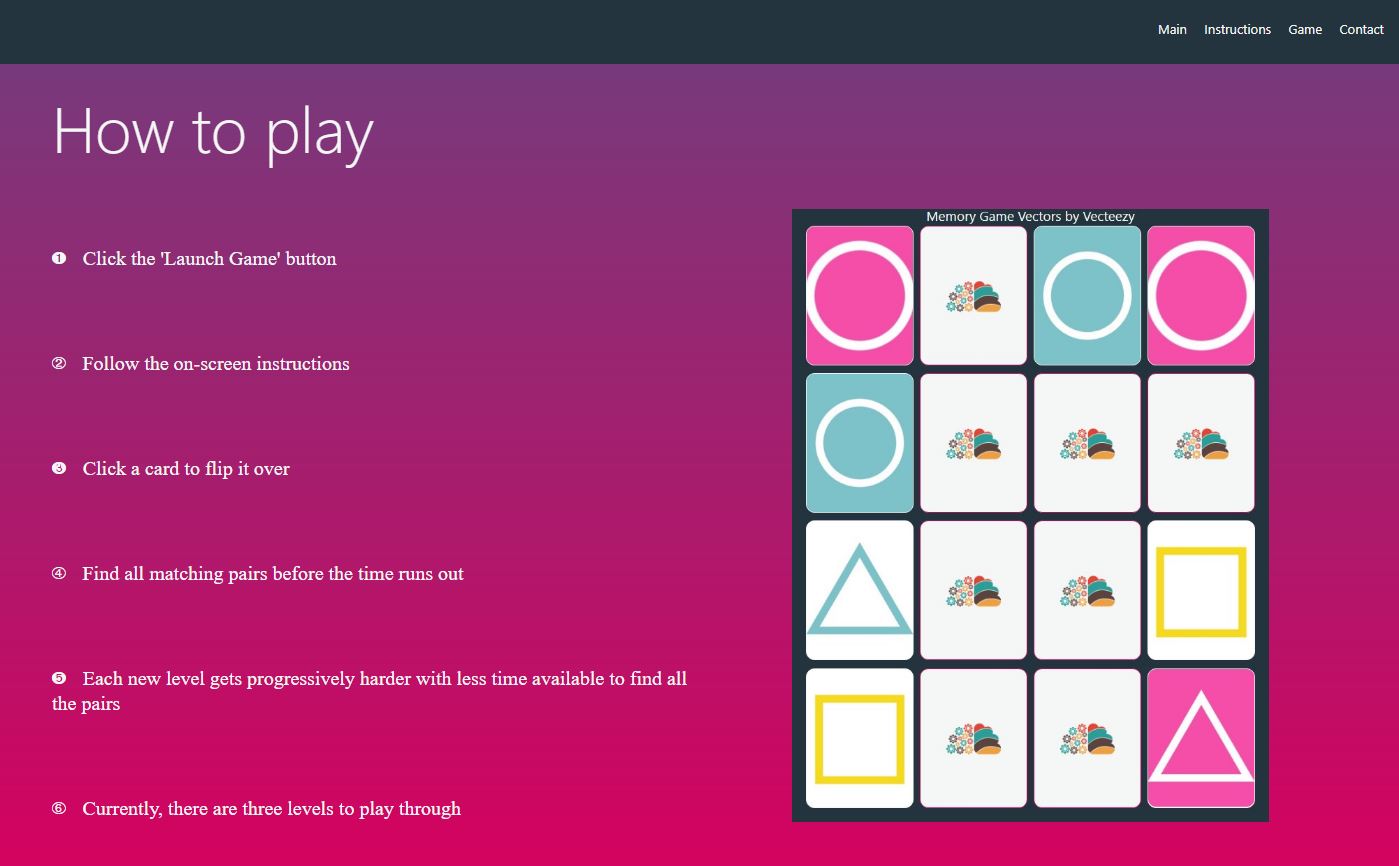 Main Instructions Game Contact
How to play
❶ Click the 'Launch Game' button
② Follow the on-screen instructions
❸ Click a card to flip it over
④ Find all matching pairs before the time runs out
❺ Each new level gets progressively harder with less time available to find all
the pairs
⑥ Currently, there are three levels to play through
Memory Game Vectors by Vecteezy